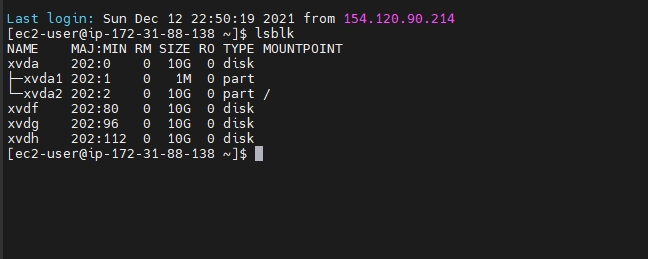 Last login: Sun Dec 12 22:50:19 2021 from 154.120.90.214
[ec2-user@ip-172-31-88-138 ~]$ lsblk
NAME    MAJ:MIN RM SIZE RO TYPE MOUNTPOINT
xvda    202:0    0  10G  0 disk
├─xvda1 202:1    0   1M  0 part
└─xvda2 202:2    0  10G  0 part /
xvdf    202:80   0  10G  0 disk
xvdg    202:96   0  10G  0 disk
xvdh    202:112  0  10G  0 disk
[ec2-user@ip-172-31-88-138 ~]$